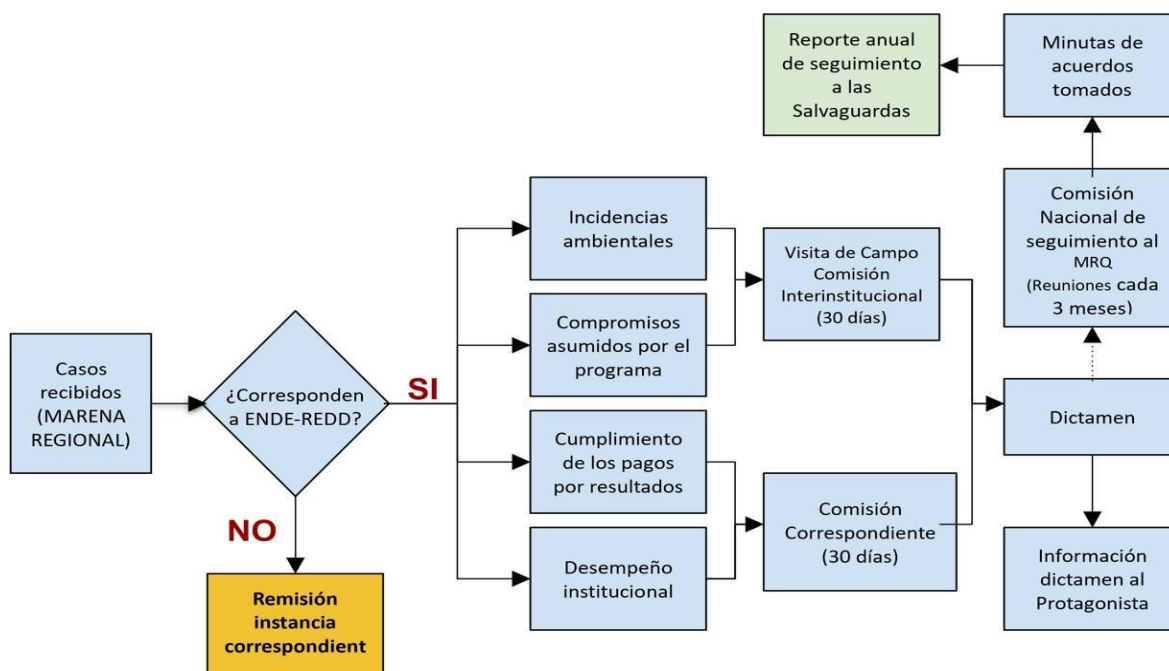 Reporte anual
de seguimiento
a las
Salvaguardas
Minutas de
acuerdos
tomados
Incidencias
ambientales
Visita de Campo
Comisión
Interinstitucional
(30 días)
Comisión
Nacional de
seguimiento al
MRQ
(Reuniones cada
3 meses)
Casos
recibidos
(MARENA
REGIONAL)
¿Corresponden
a ENDE-REDD?
SI
Compromisos
asumidos por el
programa
Dictamen
Cumplimiento
de los pagos
por resultados
Comisión
Correspondiente
(30 días)
NO
Remisión
instancia
correspondient
Desempeño
institucional
Información
dictamen al
Protagonista